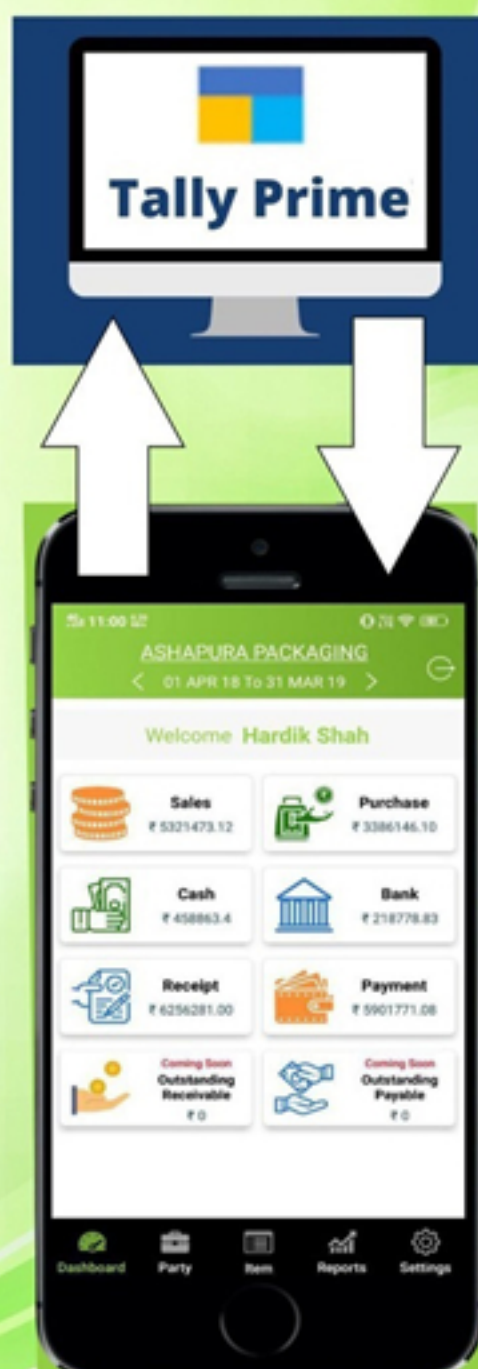 Tally Prime
11:00
ASHAPURA PACKAGING
< 01 APR 18 To 31 MAR 19 >
Welcome Hardik Shah
Sales
₹ 5321473.12
Purchase
₹ 3386146.10
Cash
₹ 458863.4
Bank
₹ 218778.83
Receipt
₹ 6256281.00
Payment
₹ 5901771.08
Coming Soon
Outstanding
Receivable
₹ 0
Coming Soon
Outstanding
Payable
₹ 0
Dashboard Party Item Reports Settings